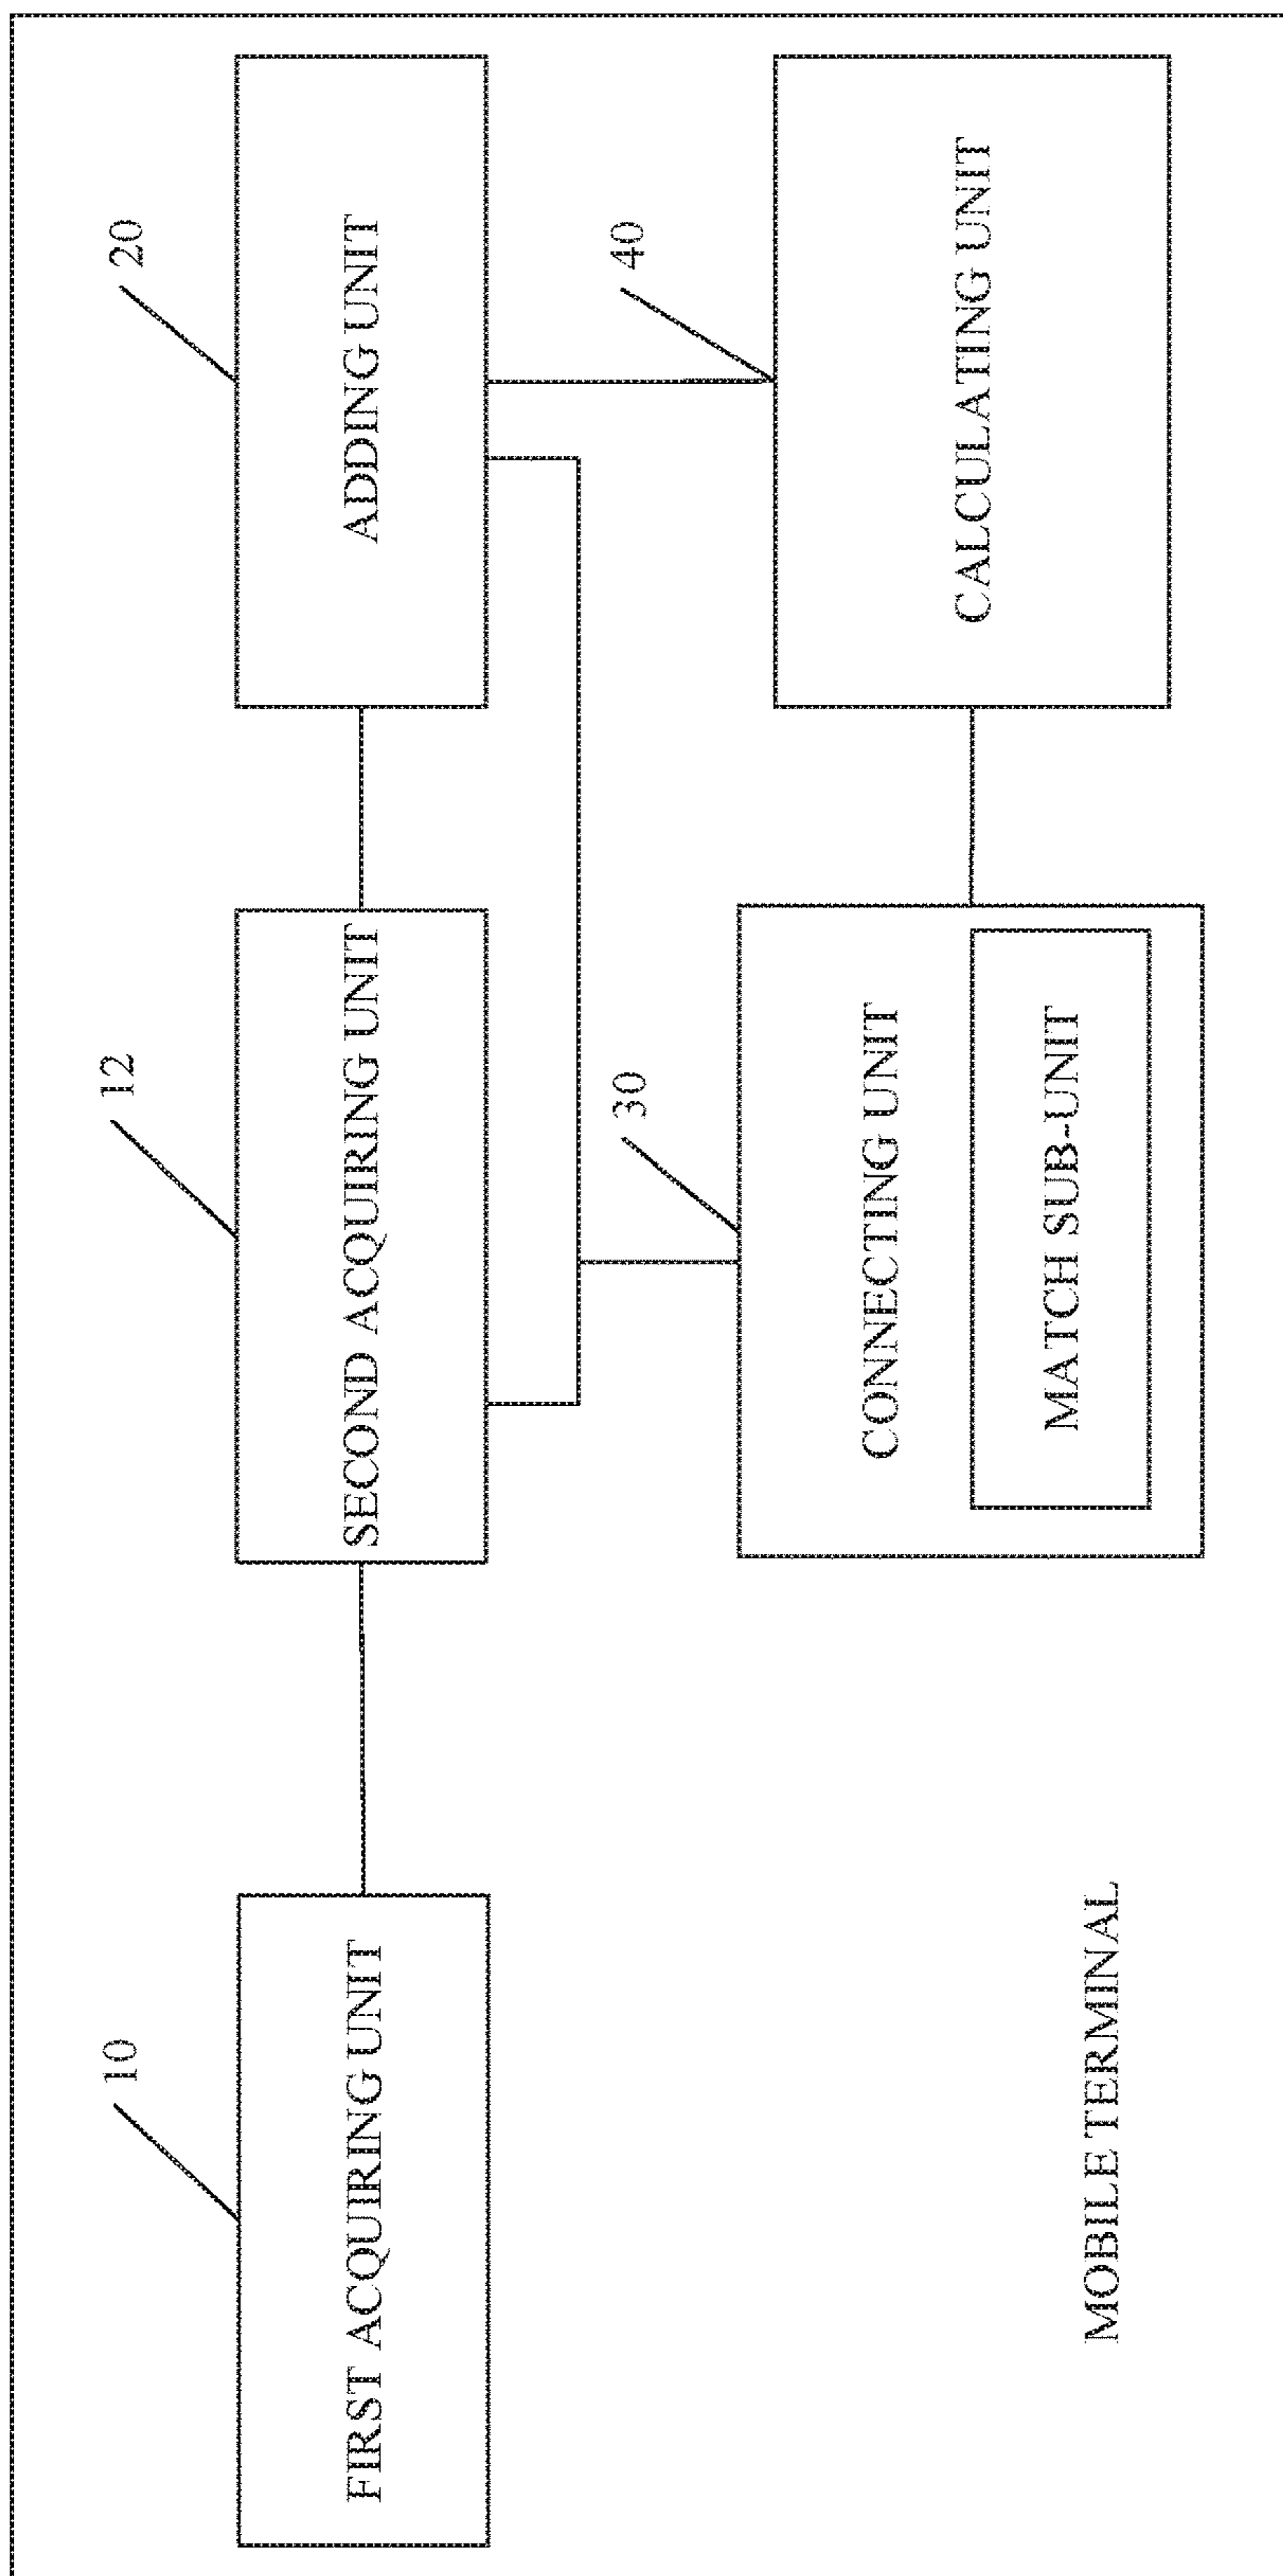 10
12
20
FIRST ACQUIRING UNIT
SECOND ACQUIRING UNIT
ADDING UNIT
30
40
CONNECTING UNIT
CALCULATING UNIT
MATCH SUB-UNIT
MOBILE TERMINAL